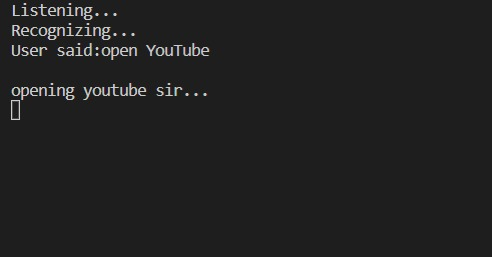 Listening...
Recognizing...
User said:open YouTube
opening youtube sir...